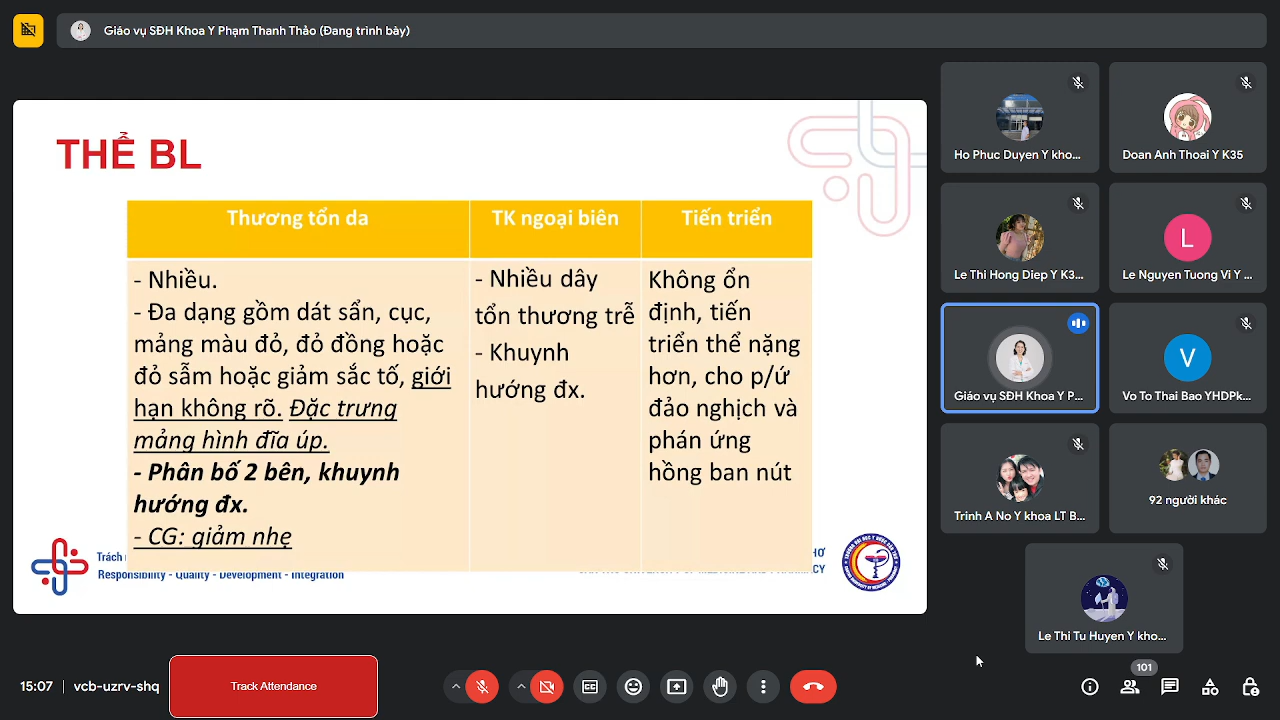 Giáo vụ SĐH Khoa Y Phạm Thanh Thảo (Đang trình bày)
THỂ BL
Thương tổn da
TK ngoại biên
Tiến triển
- Nhiều.
- Đa dạng gồm dát sẩn, cục,
mảng màu đỏ, đỏ đồng hoặc
đỏ sẫm hoặc giảm sắc tố, giới
hạn không rõ. Đặc trưng
mảng hình đĩa úp.
- Phân bố 2 bên, khuynh
hướng đx.
- CG: giảm nhẹ
- Nhiều dây
tổn thương trễ
- Khuynh
hướng đx.
Không ổn
định, tiến
triển thể nặng
hơn, cho p/ứ
đảo nghịch và
phán ứng
hồng ban nút
Trách
Responsibility - Quality - Development - Integration
Ho Phuc Duyen Y kho...
Doan Anh Thoai Y K35
Le Thi Hong Diep Y K3...
L
Le Nguyen Tuong Vi Y ...
Giáo vụ SĐH Khoa Y P...
V
Vo To Thai Bao YHDPk...
Trinh A No Y khoa LT B...
92 người khác
Le Thi Tu Huyen Y kho...
15:07 | vcb-uzrv-shq
Track Attendance
101